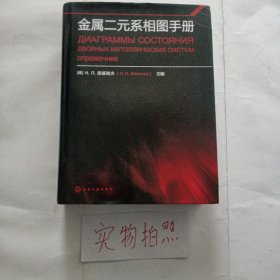 金属二元系相图手册
ДИАГРАММЫ СОСТОЯНИЯ
ДВОЙНЫХ МЕТАЛЛИЧЕСКИХ СИСТЕМ
справочник
[俄] Н. П. 梁基谢夫 (Н. П. Лякишев) 主编
化学工业出版社
实物拍照